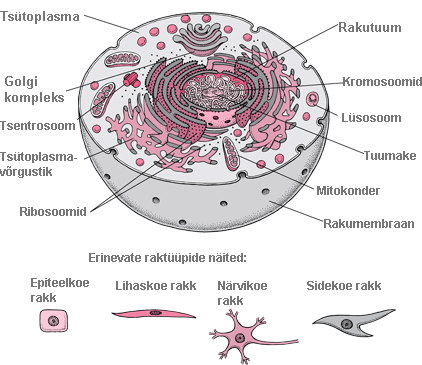 Tsütoplasma
Rakutuum
Golgi
kompleks
Kromosoomid
Tsentrosoom
Lüsosoom
Tsütoplasma-
võrgustik
Tuumake
Mitokonder
Ribosoomid
Rakumembraan
Erinevate raktüüpide näited:
Epiteelkoe
rakk
Lihaskoe rakk
Närvikoe
rakk
Sidekoe rakk